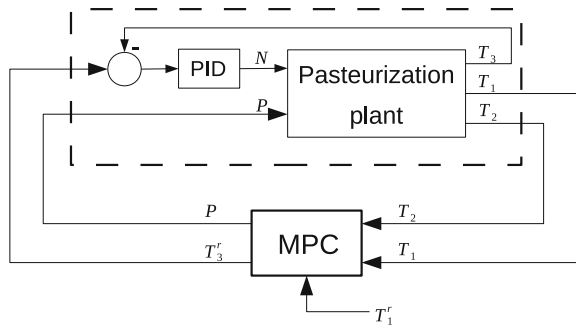 -
PID
N
P
Pasteurization
plant
T₃
T₁
T₂
P
T₃ʳ
MPC
T₂
T₁
T₁ʳ